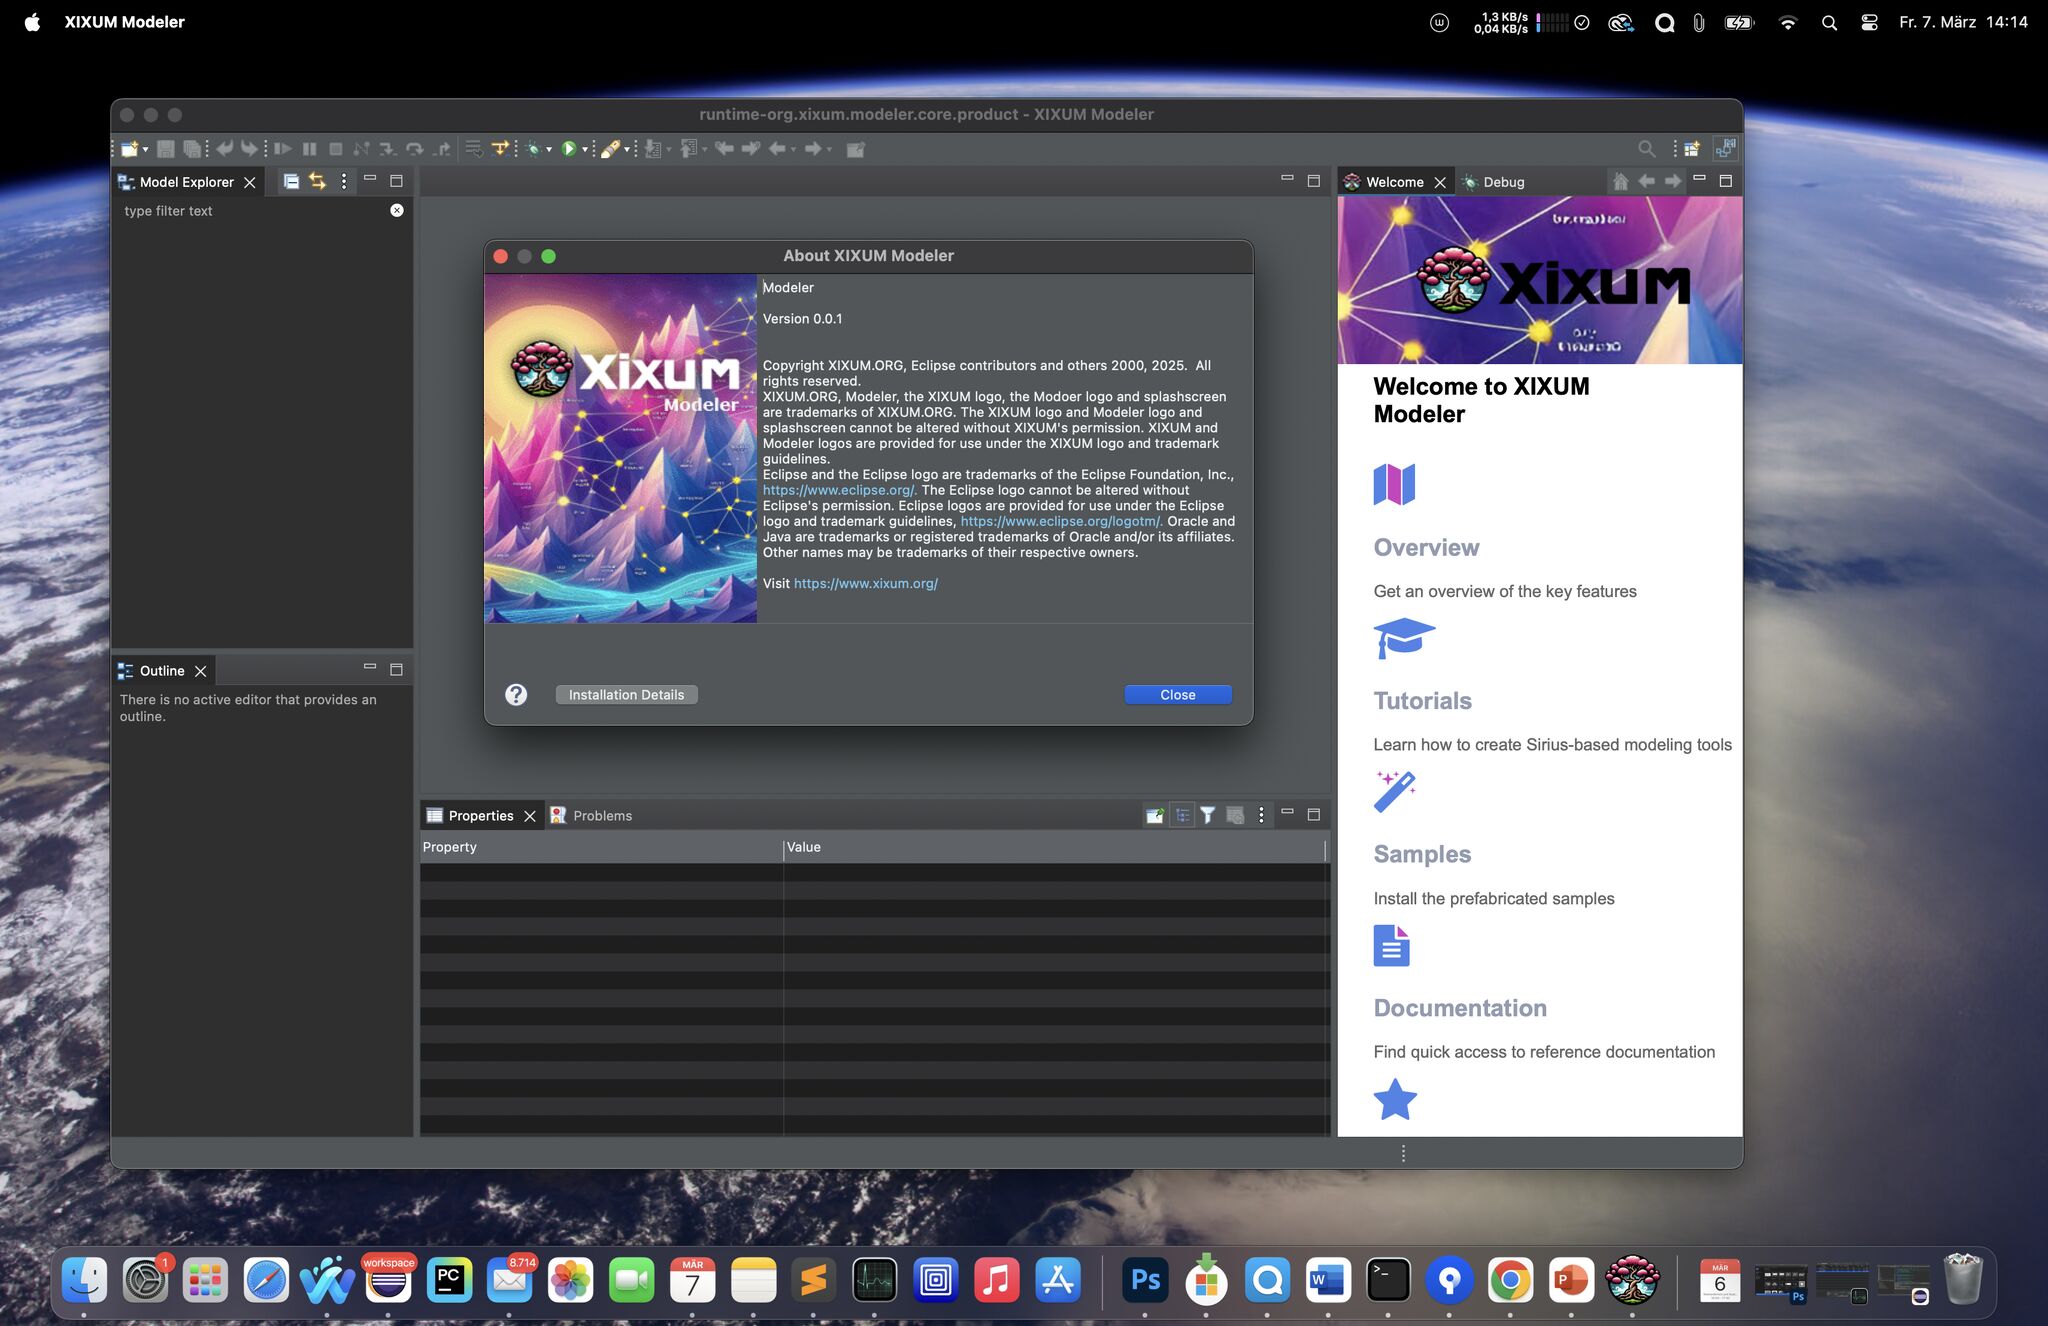 XIXUM Modeler
1,3 KB/s
0,04 KB/s
Fr. 7. März 14:14
runtime-org.xixum.modeler.core.product - XIXUM Modeler
Model Explorer
type filter text
Welcome
Debug
About XIXUM Modeler
Xixum
Modeler
Modeler
Version 0.0.1
Copyright XIXUM.ORG, Eclipse contributors and others 2000, 2025.  All
rights reserved.
XIXUM.ORG, Modeler, the XIXUM logo, the Modoer logo and splashscreen
are trademarks of XIXUM.ORG. The XIXUM logo and Modeler logo and
splashscreen cannot be altered without XIXUM's permission. XIXUM and
Modeler logos are provided for use under the XIXUM logo and trademark
guidelines.
Eclipse and the Eclipse logo are trademarks of the Eclipse Foundation, Inc.,
https://www.eclipse.org/. The Eclipse logo cannot be altered without
Eclipse's permission. Eclipse logos are provided for use under the Eclipse
logo and trademark guidelines, https://www.eclipse.org/logotm/. Oracle and
Java are trademarks or registered trademarks of Oracle and/or its affiliates.
Other names may be trademarks of their respective owners.
Visit https://www.xixum.org/
Installation Details
Close
Xixum
Welcome to XIXUM
Modeler
Overview
Get an overview of the key features
Tutorials
Learn how to create Sirius-based modeling tools
Samples
Install the prefabricated samples
Documentation
Find quick access to reference documentation
Outline
There is no active editor that provides an
outline.
Properties
Problems
Property
Value
1
workspace
PC
8.714
MÄR
7
Ps
W
>_
P
MÄR
6
Ps